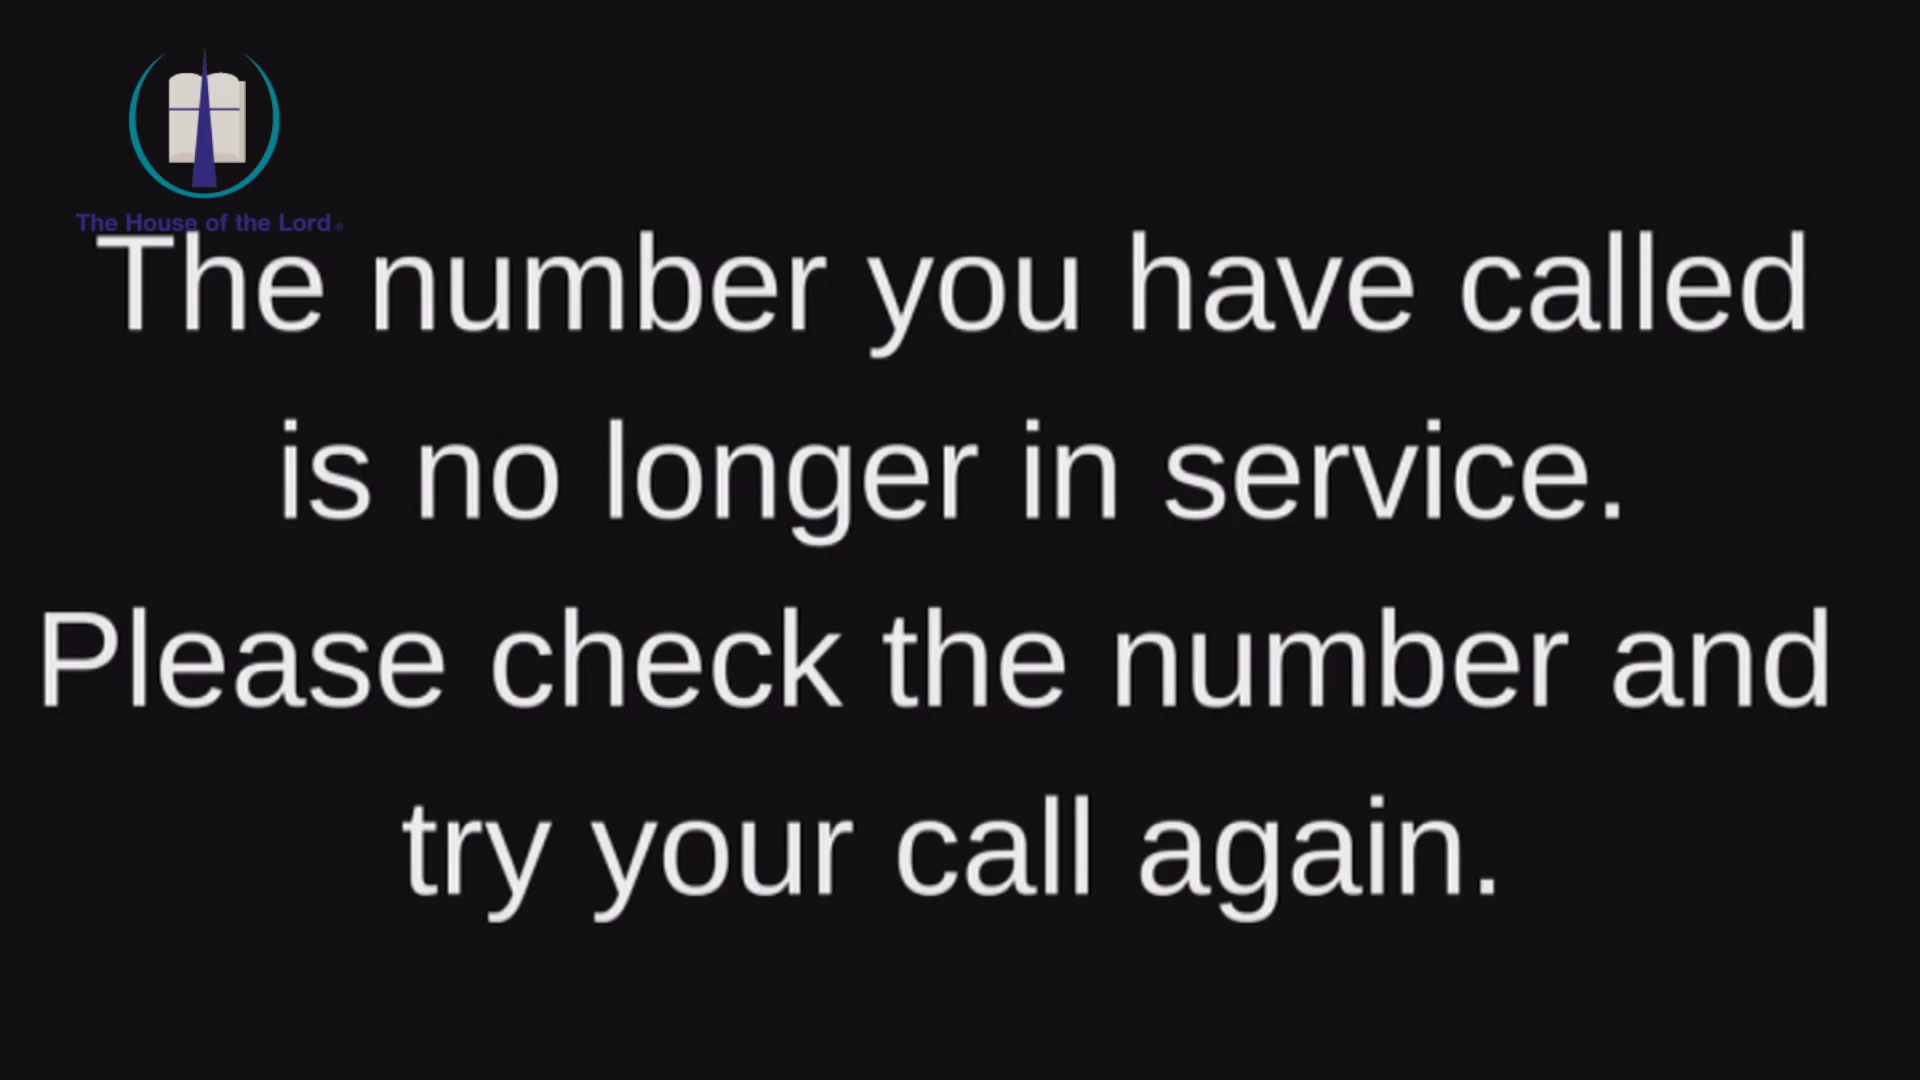 The House of the Lord®
The number you have called
is no longer in service.
Please check the number and
try your call again.